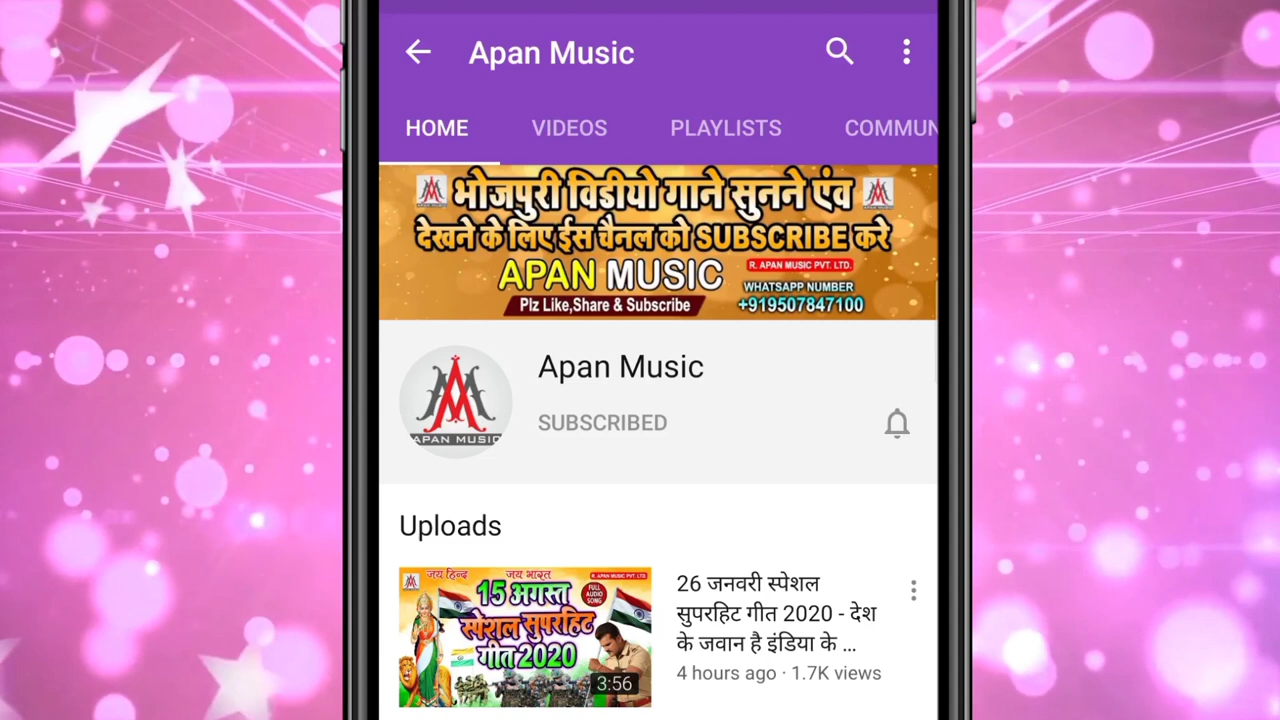 Apan Music
HOME VIDEOS PLAYLISTS COMMUN
भोजपुरी विडीयो गाने सुनने एंव
देखने के लिए ईस चैनल को SUBSCRIBE करे
APAN MUSIC
R. APAN MUSIC PVT. LTD.
WHATSAPP NUMBER
Plz Like,Share & Subscribe
+919507847100
Apan Music
SUBSCRIBED
APAN MUSIC
Uploads
जय हिन्द जय भारत
R. APAN MUSIC PVT. LTD
15 अगस्त
FULL
AUDIO
SONG
स्पेशल सुपरहिट
गीत 2020
3:56
26 जनवरी स्पेशल
सुपरहिट गीत 2020 - देश
के जवान है इंडिया के ...
4 hours ago · 1.7K views